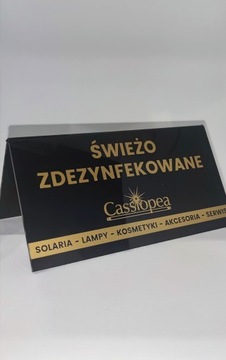 ŚWIEŻO
ZDEZYNFEKOWANE
Cassiopea
SOLARIA - LAMPY - KOSMETYKI - AKCESORIA - SERWIS